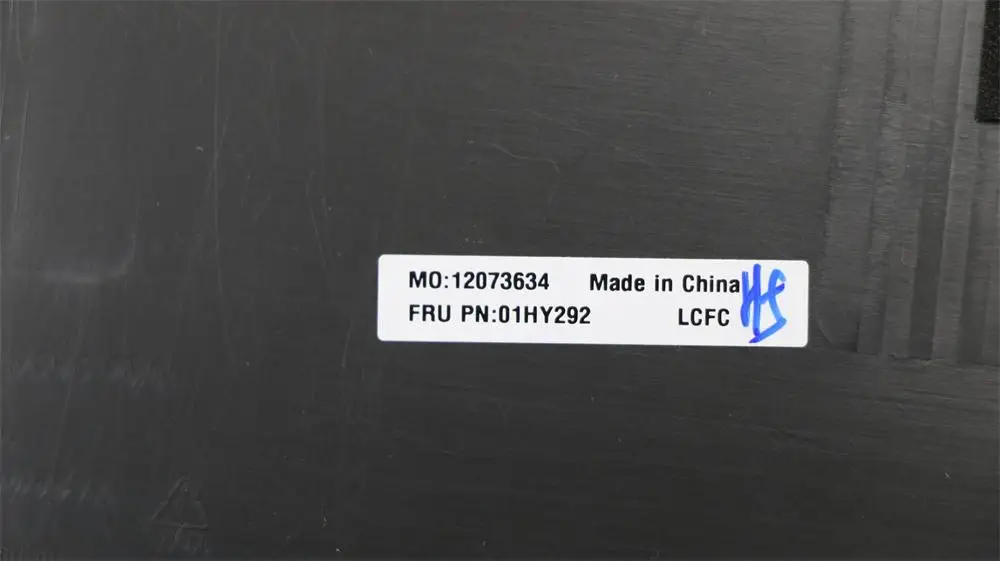 MO:12073634 Made in China
FRU PN:01HY292 LCFC